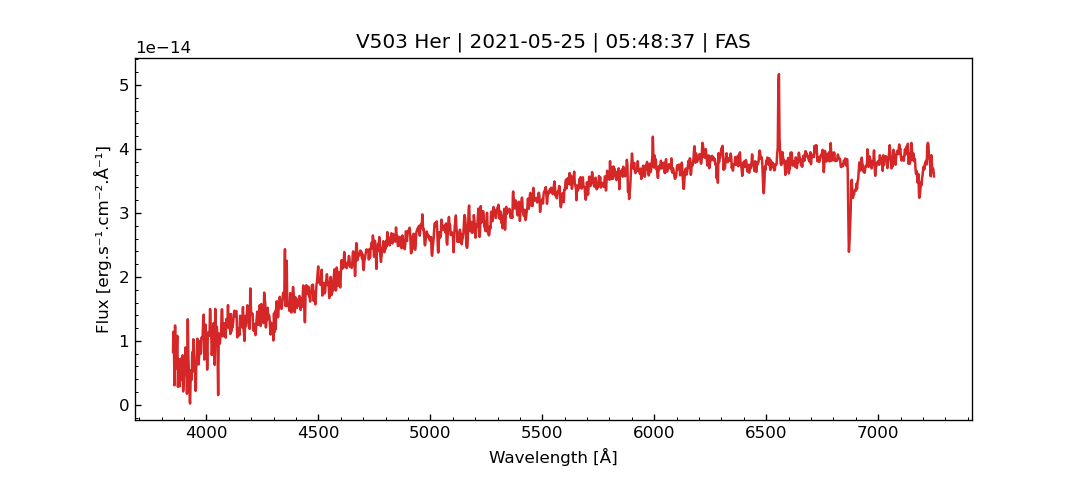 V503 Her | 2021-05-25 | 05:48:37 | FAS
1e−14
5
4
3
2
1
0
Flux [erg.s⁻¹.cm⁻².Å⁻¹]
4000 4500 5000 5500 6000 6500 7000
Wavelength [Å]